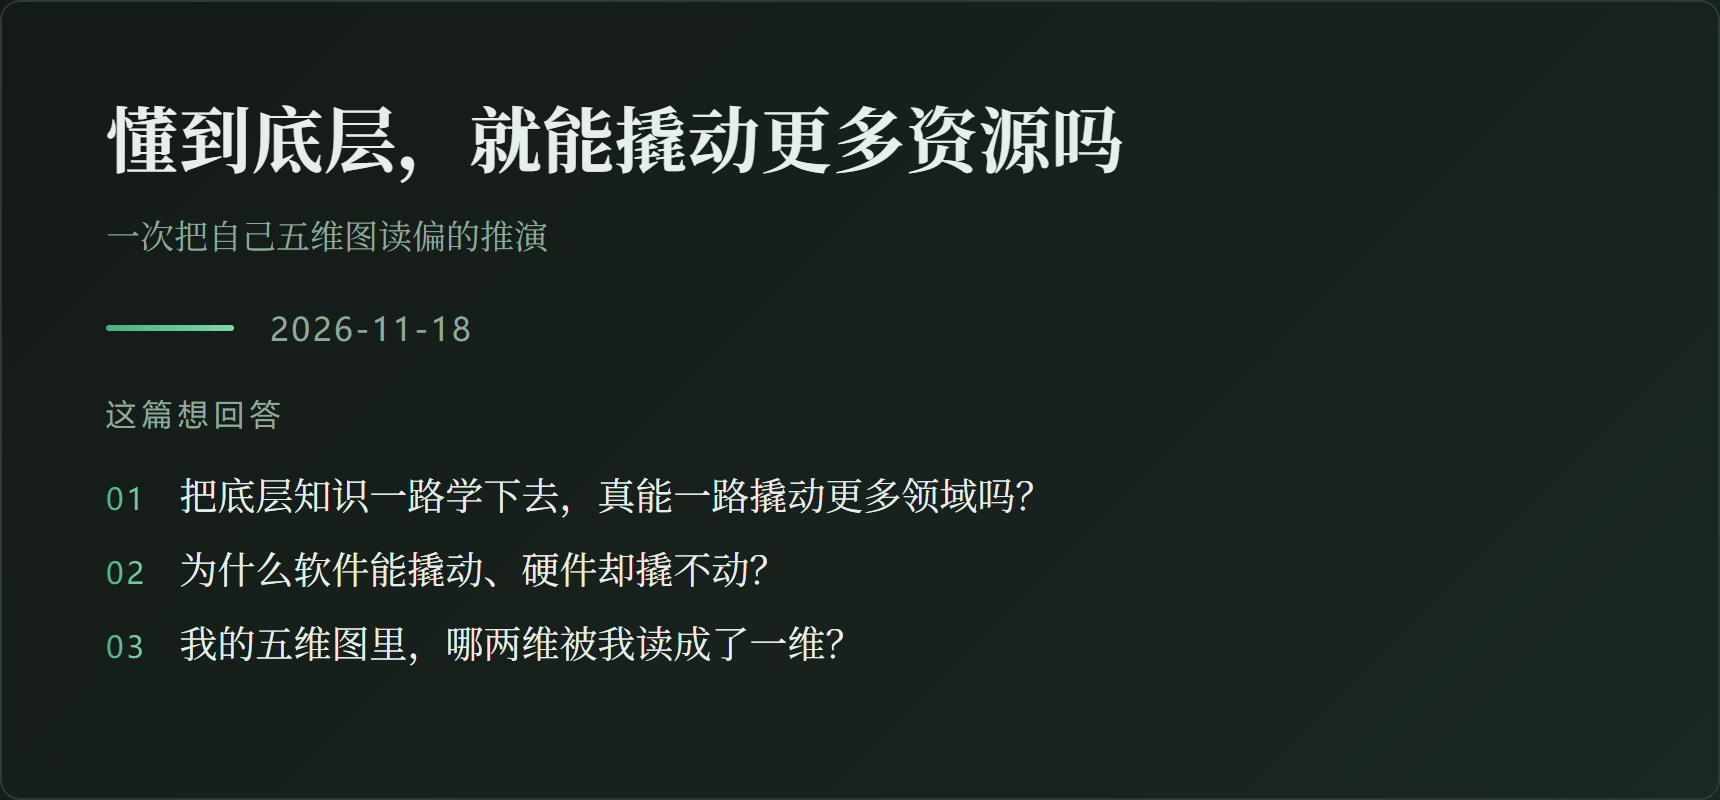 懂到底层，就能撬动更多资源吗
一次把自己五维图读偏的推演
2026-11-18
这篇想回答
01 把底层知识一路学下去，真能一路撬动更多领域吗？
02 为什么软件能撬动、硬件却撬不动？
03 我的五维图里，哪两维被我读成了一维？